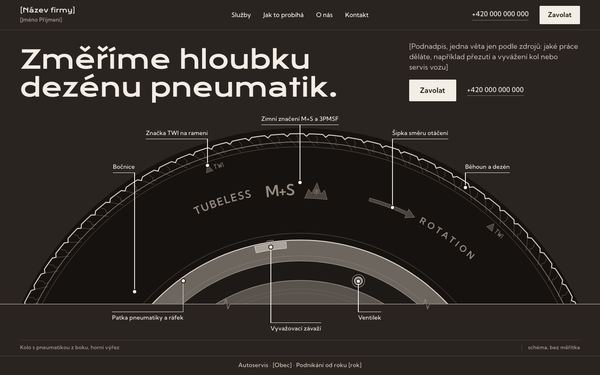 [Název firmy]
[Jméno Příjmení]
Služby Jak to probíhá O nás Kontakt
+420 000 000 000
Zavolat
Změříme hloubku
dezénu pneumatik.
[Podnadpis, jedna věta jen podle zdrojů: jaké práce
děláte, například přezutí a vyvážení kol nebo
servis vozu]
Zavolat
+420 000 000 000
Zimní značení M+S a 3PMSF
Značka TWI na rameni
Šipka směru otáčení
Bočnice
Běhoun a dezén
TWI
TUBELESS
M+S
ROTATION
TWI
Patka pneumatiky a ráfek
Ventilek
Vyvažovací závaží
Kolo s pneumatikou z boku, horní výřez
schéma, bez měřítka
Autoservis · [Obec] · Podnikání od roku [rok]